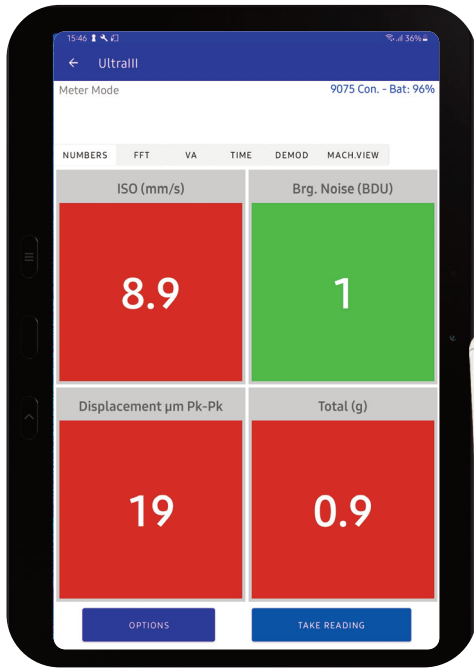 15:46 36%
← UltraIII
Meter Mode 9075 Con. - Bat: 96%
NUMBERS FFT VA TIME DEMOD MACH.VIEW
ISO (mm/s) Brg. Noise (BDU)
8.9 1
Displacement µm Pk-Pk Total (g)
19 0.9
OPTIONS TAKE READING